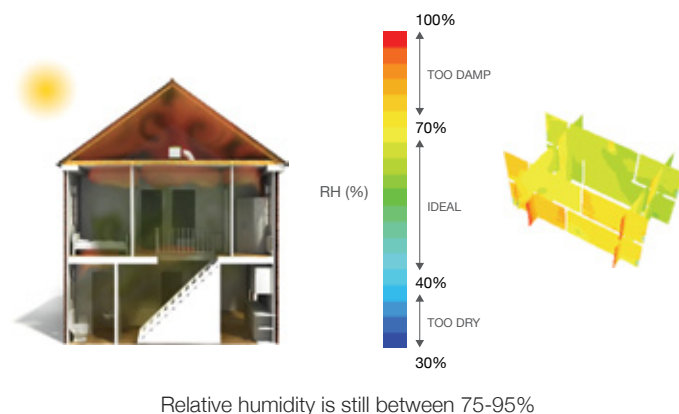 100%
TOO DAMP
70%
RH (%)
IDEAL
40%
TOO DRY
30%
Relative humidity is still between 75-95%